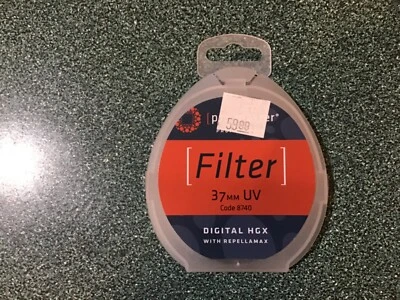 [Filter]
37MM UV
Code 8740
DIGITAL HGX
WITH REPELLAMAX